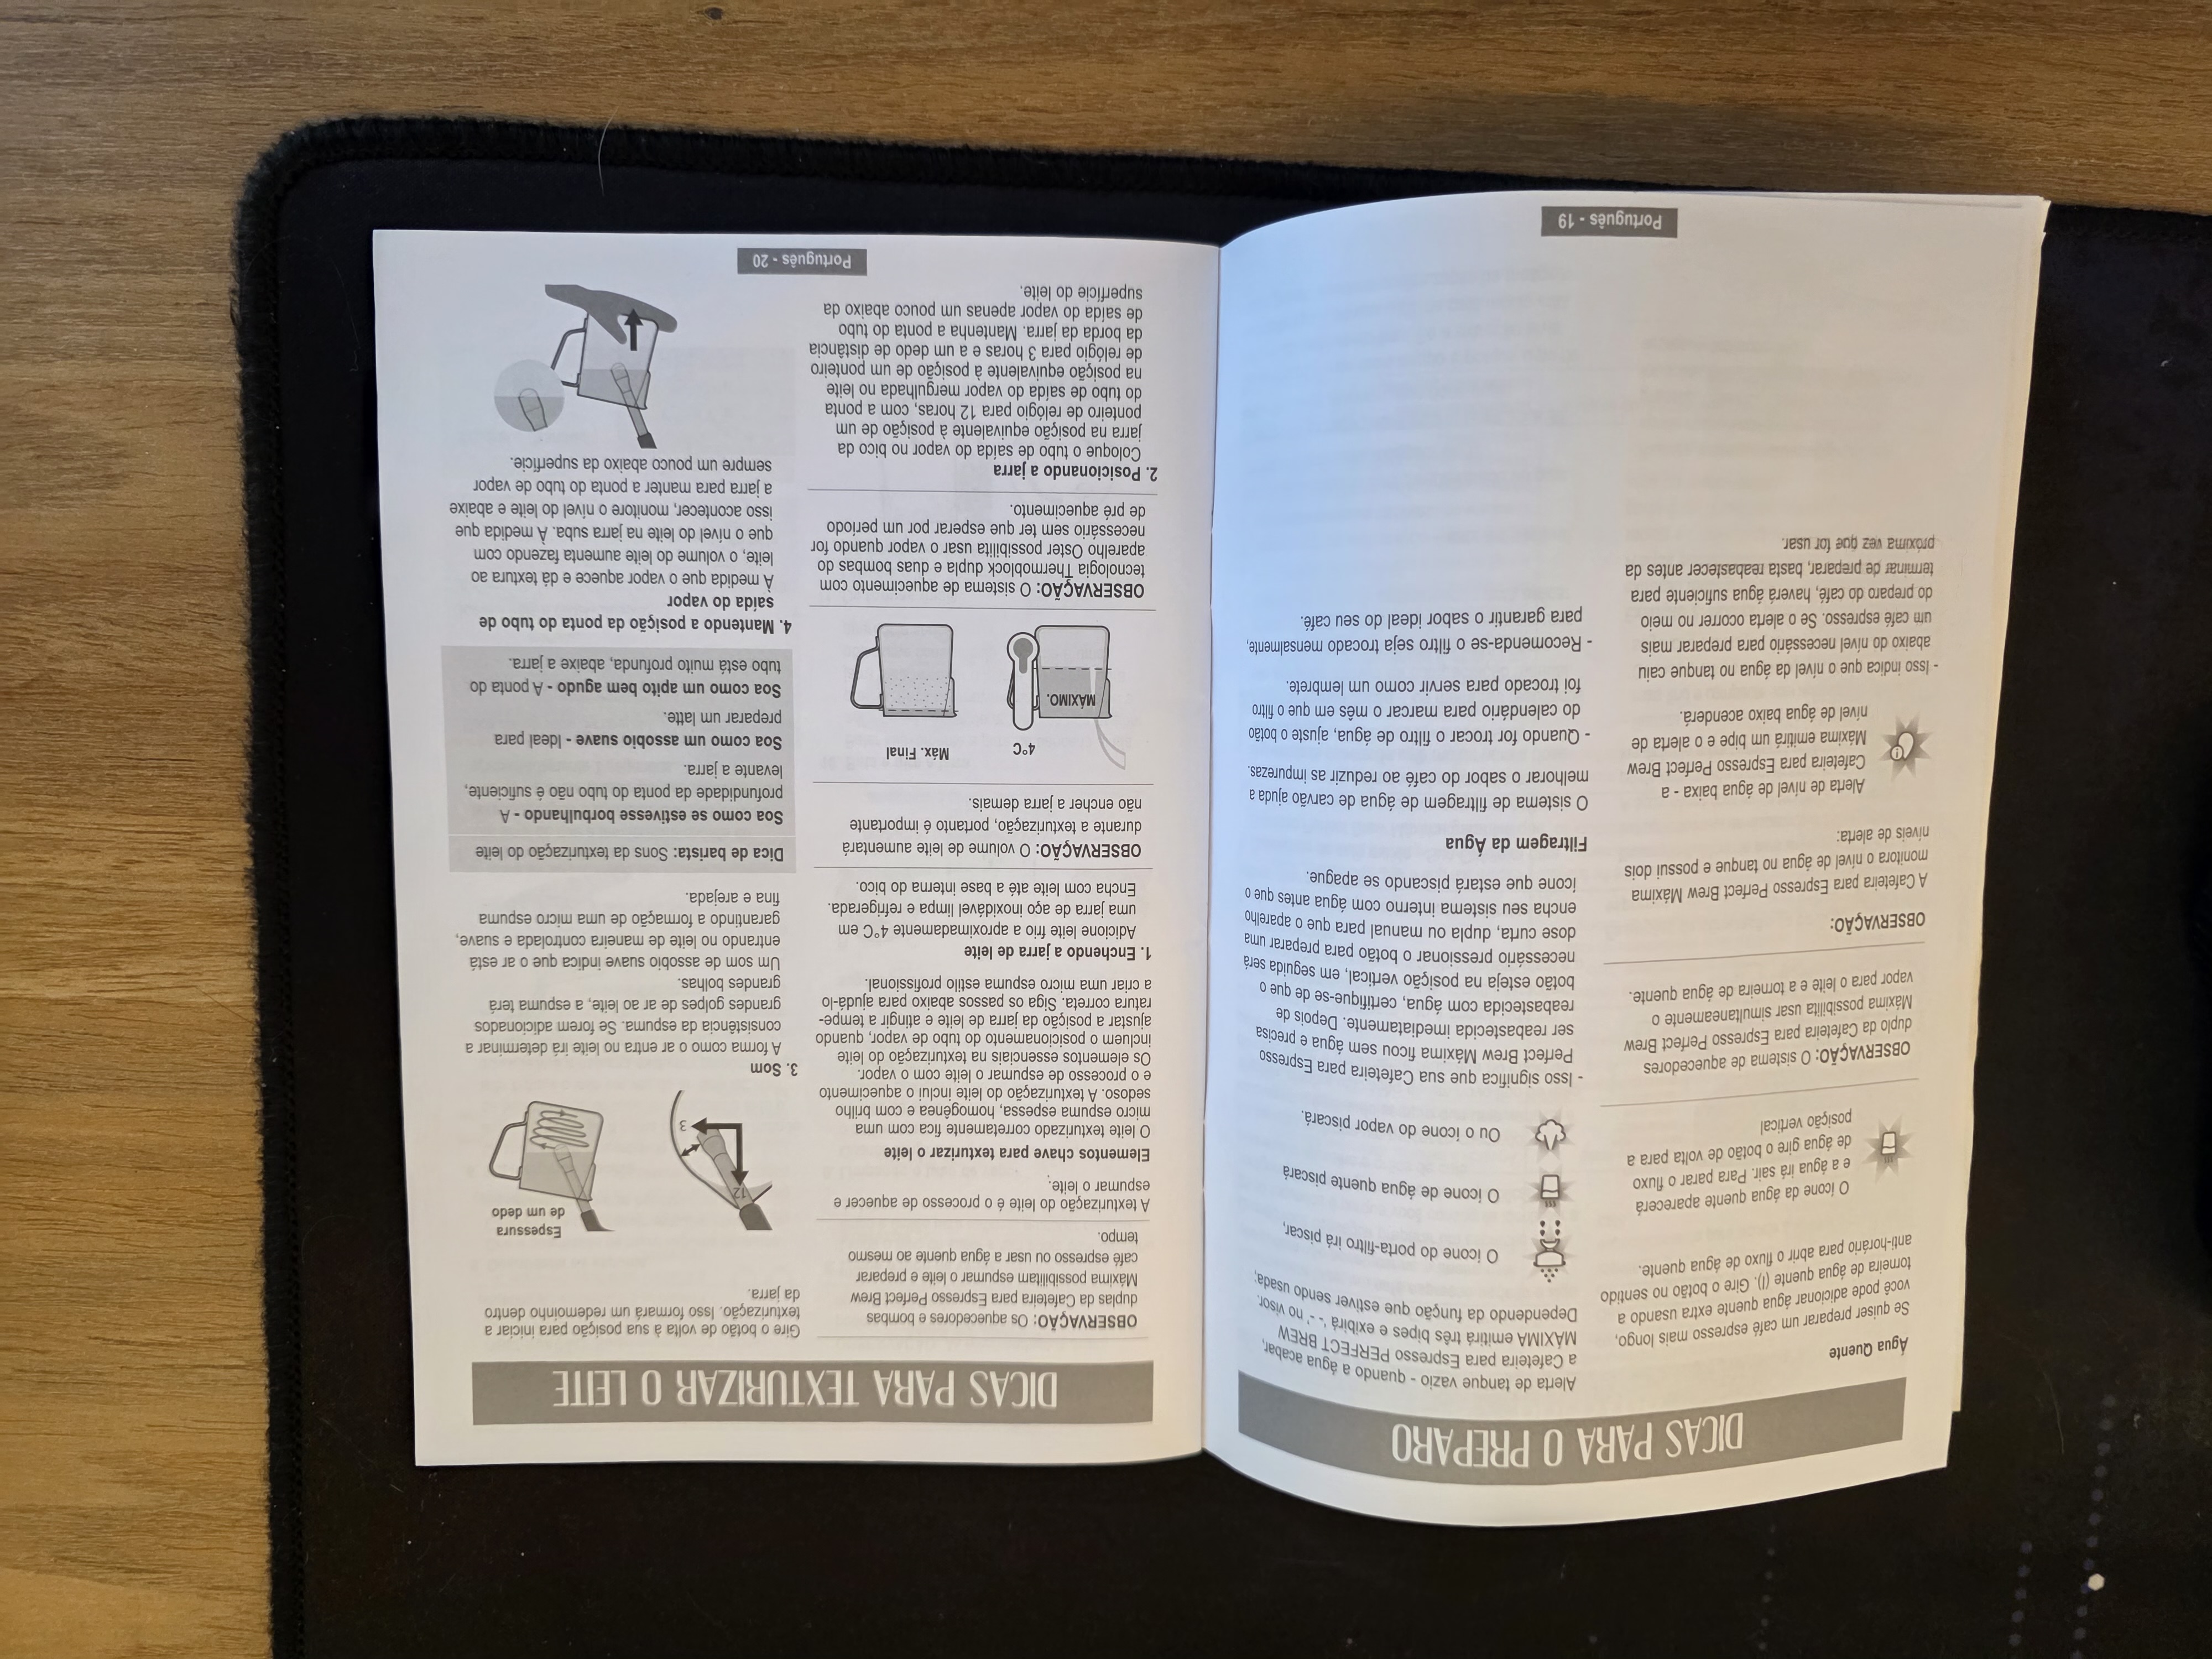 DICAS PARA O PREPARO
Água Quente
Se quiser preparar um café espresso mais longo,
você pode adicionar água quente extra usando a
torneira de água quente (I). Gire o botão no sentido
anti-horário para abrir o fluxo de água quente.
O ícone da água quente aparecerá
e a água irá sair. Para parar o fluxo
de água gire o botão de volta para a
posição vertical
OBSERVAÇÃO: O sistema de aquecedores
duplo da Cafeteira para Espresso Perfect Brew
Máxima possibilita usar simultaneamente o
vapor para o leite e a torneira de água quente.
OBSERVAÇÃO:
A Cafeteira para Espresso Perfect Brew Máxima
monitora o nível de água no tanque e possui dois
níveis de alerta:
Alerta de nível de água baixa - a
Cafeteira para Espresso Perfect Brew
Máxima emitirá um bipe e o alerta de
nível de água baixo acenderá.
- Isso indica que o nível da água no tanque caiu
abaixo do nível necessário para preparar mais
um café espresso. Se o alerta ocorrer no meio
do preparo do café, haverá água suficiente para
terminar de preparar, basta reabastecer antes da
próxima vez que for usar.
Alerta de tanque vazio - quando a água acabar,
a Cafeteira para Espresso PERFECT BREW
MÁXIMA emitirá três bipes e exibirá '- -' no visor.
Dependendo da função que estiver sendo usada;
O ícone do porta-filtro irá piscar,
O ícone de água quente piscará
Ou o ícone do vapor piscará.
- Isso significa que sua Cafeteira para Espresso
Perfect Brew Máxima ficou sem água e precisa
ser reabastecida imediatamente. Depois de
reabastecida com água, certifique-se de que o
botão esteja na posição vertical, em seguida será
necessário pressionar o botão para preparar uma
dose curta, dupla ou manual para que o aparelho
encha seu sistema interno com água antes que o
ícone que estará piscando se apague.
Filtragem da Água
O sistema de filtragem de água de carvão ajuda a
melhorar o sabor do café ao reduzir as impurezas.
- Quando for trocar o filtro de água, ajuste o botão
do calendário para marcar o mês em que o filtro
foi trocado para servir como um lembrete.
- Recomenda-se o filtro seja trocado mensalmente,
para garantir o sabor ideal do seu café.
Português - 19
DICAS PARA TEXTURIZAR O LEITE
OBSERVAÇÃO: Os aquecedores e bombas
duplas da Cafeteira para Espresso Perfect Brew
Máxima possibilitam espumar o leite e preparar
café espresso ou usar a água quente ao mesmo
tempo.
A texturização do leite é o processo de aquecer e
espumar o leite.
Elementos chave para texturizar o leite
O leite texturizado corretamente fica com uma
micro espuma espessa, homogênea e com brilho
sedoso. A texturização do leite inclui o aquecimento
e o processo de espumar o leite com o vapor.
Os elementos essenciais na texturização do leite
incluem o posicionamento do tubo de vapor, quando
ajustar a posição da jarra de leite e atingir a tempe-
ratura correta. Siga os passos abaixo para ajudá-lo
a criar uma micro espuma estilo profissional.
1. Enchendo a jarra de leite
Adicione leite frio a aproximadamente 4°C em
uma jarra de aço inoxidável limpa e refrigerada.
Encha com leite até a base interna do bico.
OBSERVAÇÃO: O volume de leite aumentará
durante a texturização, portanto é importante
não encher a jarra demais.
4°C
Máx. Final
MÁXIMO.
OBSERVAÇÃO: O sistema de aquecimento com
tecnologia Thermoblock dupla e duas bombas do
aparelho Oster possibilita usar o vapor quando for
necessário sem ter que esperar por um período
de pré aquecimento.
2. Posicionando a jarra
Coloque o tubo de saída do vapor no bico da
jarra na posição equivalente à posição de um
ponteiro de relógio para 12 horas, com a ponta
do tubo de saída do vapor mergulhada no leite
na posição equivalente à posição de um ponteiro
de relógio para 3 horas e a um dedo de distância
da borda da jarra. Mantenha a ponta do tubo
de saída do vapor apenas um pouco abaixo da
superfície do leite.
Gire o botão de volta à sua posição para iniciar a
texturização. Isso formará um redemoinho dentro
da jarra.
Espessura
de um dedo
12
3
3. Som
A forma como o ar entra no leite irá determinar a
consistência da espuma. Se forem adicionados
grandes golpes de ar ao leite, a espuma terá
grandes bolhas.
Um som de assobio suave indica que o ar está
entrando no leite de maneira controlada e suave,
garantindo a formação de uma micro espuma
fina e arejada.
Dica de barista: Sons da texturização do leite
Soa como se estivesse borbulhando - A
profundidade da ponta do tubo não é suficiente,
levante a jarra.
Soa como um assobio suave - Ideal para
preparar um latte.
Soa como um apito bem agudo - A ponta do
tubo está muito profunda, abaixe a jarra.
4. Mantendo a posição da ponta do tubo de
saída do vapor
À medida que o vapor aquece e dá textura ao
leite, o volume do leite aumenta fazendo com
que o nível do leite na jarra suba. À medida que
isso acontecer, monitore o nível do leite e abaixe
a jarra para manter a ponta do tubo de vapor
sempre um pouco abaixo da superfície.
Português - 20